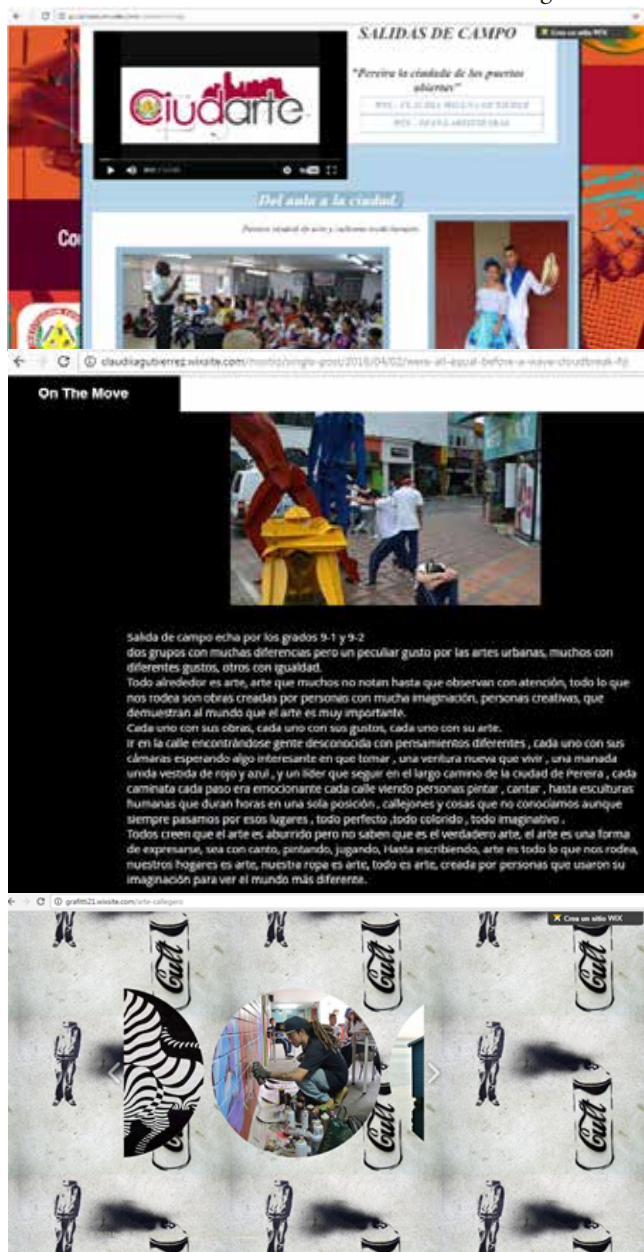 SALIDAS DE CAMPO
Crea un sitio WIX
"Pereira la ciudade de las puertas
abiertas"
Ciudarte
Del aula a la ciudad.
Co
On The Move
Salida de campo echa por los grados 9-1 y 9-2
dos grupos con muchas diferencias pero un peculiar gusto por las artes urbanas, muchos con
diferentes gustos, otros con igualdad.
Todo alrededor es arte, arte que muchos no notan hasta que observan con atención, todo lo que
nos rodea son obras creadas por personas con mucha imaginación, personas creativas, que
demuestran al mundo que el arte es muy importante.
Cada uno con sus obras, cada uno con sus gustos, cada uno con su arte.
Ir en la calle encontrándose gente desconocida con pensamientos diferentes , cada uno con sus
cámaras esperando algo interesante en que tomar , una ventura nueva que vivir , una manada
unida vestida de rojo y azul , y un líder que seguir en el largo camino de la ciudad de Pereira , cada
caminata cada paso era emocionante cada calle viendo personas pintar , cantar , hasta esculturas
humanas que duran horas en una sola posición , callejones y cosas que no conocíamos aunque
siempre pasamos por esos lugares , todo perfecto ,todo colorido , todo imaginativo .
Todos creen que el arte es aburrido pero no saben que es el verdadero arte, el arte es una forma
de expresarse, sea con canto, pintando, jugando, Hasta escribiendo, arte es todo lo que nos rodea,
nuestros hogares es arte, nuestra ropa es arte, todo es arte, creada por personas que usaron su
imaginación para ver el mundo más diferente.
grafitti21.wixsite.com/arte-callegero
Crea un sitio WIX
Cult
Cult
Cult
Cult
Cult
Cult